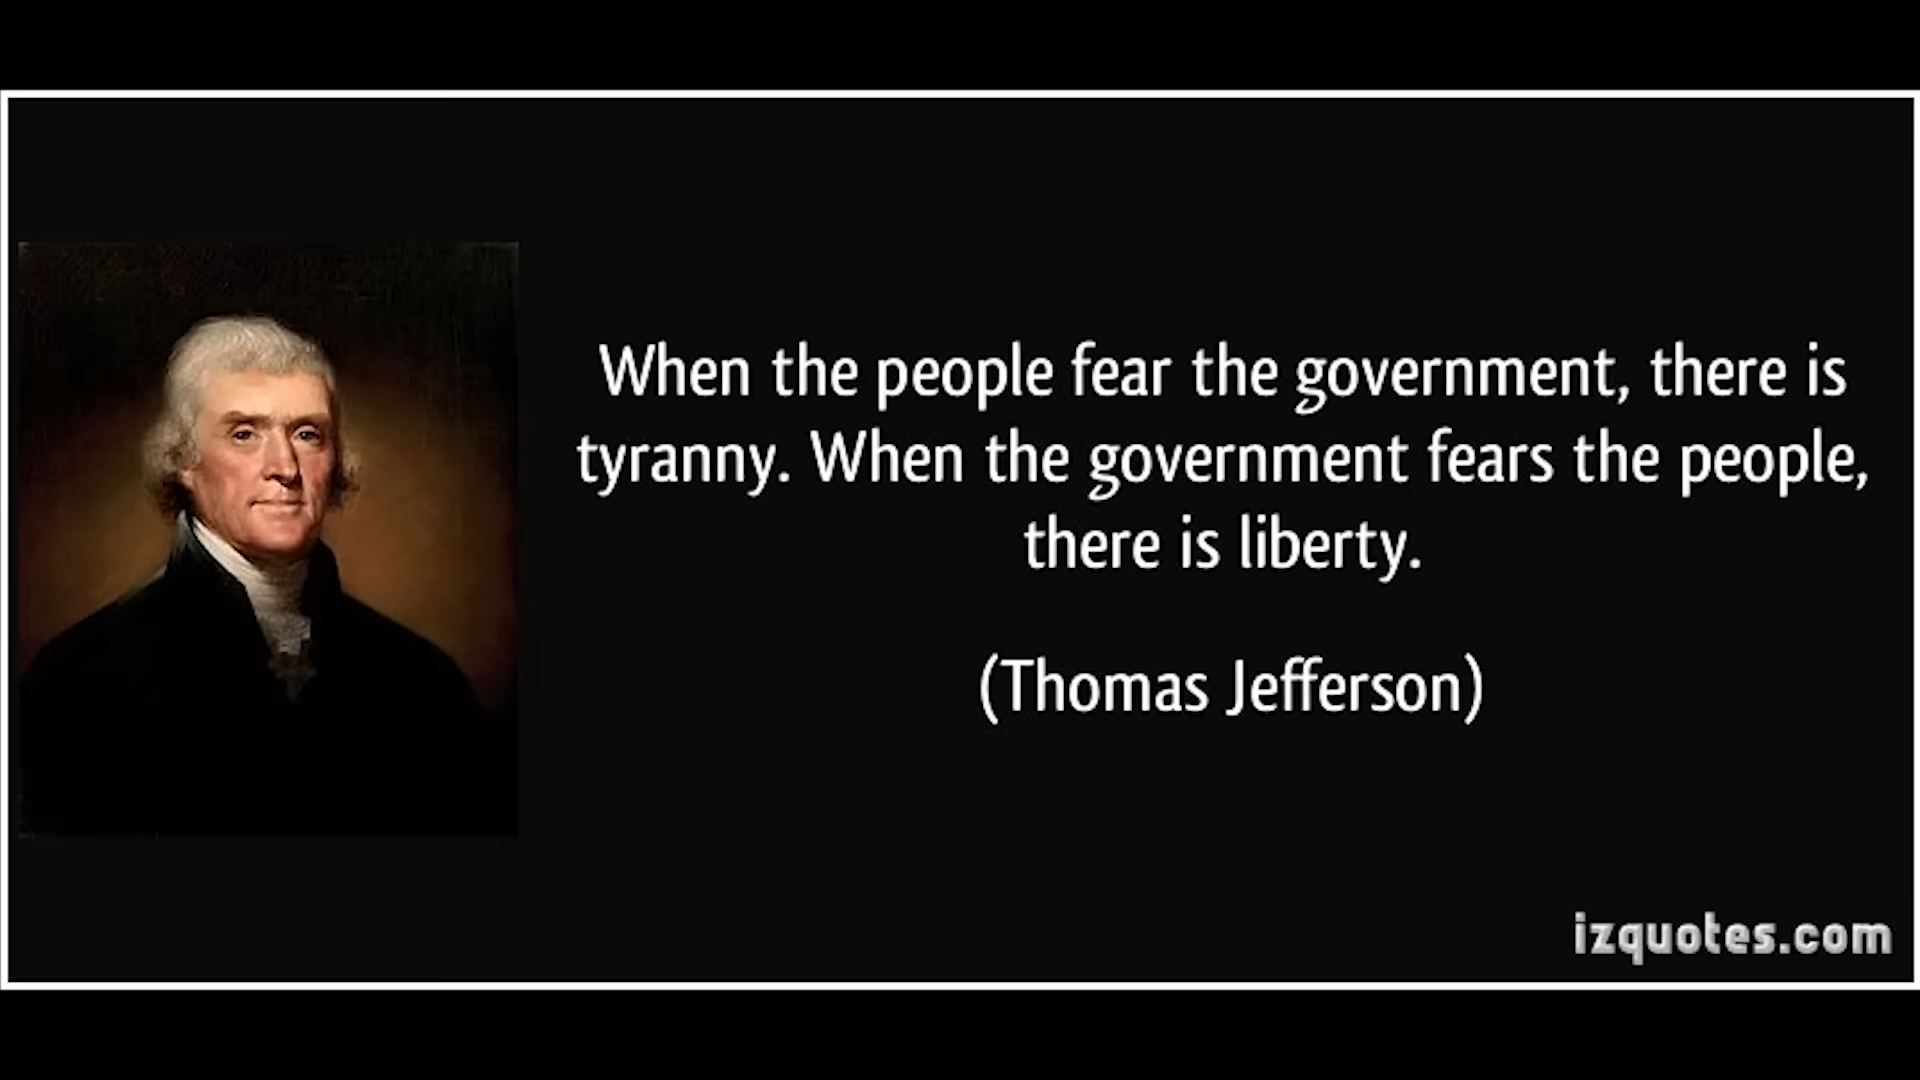 When the people fear the government, there is
tyranny. When the government fears the people,
there is liberty.
(Thomas Jefferson)
izquotes.com